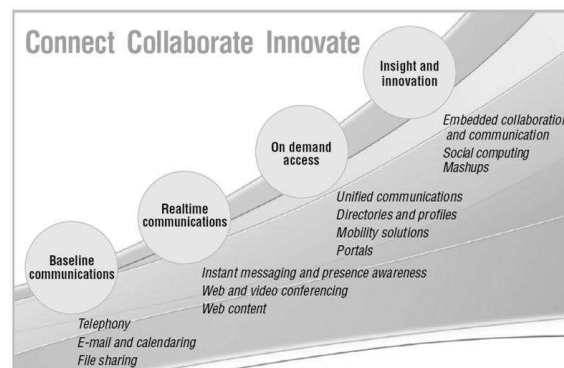 Connect Collaborate Innovate
Insight and
innovation
Embedded collaboration
and communication
Social computing
Mashups
On demand
access
Unified communications
Directories and profiles
Mobility solutions
Portals
Realtime
communications
Instant messaging and presence awareness
Web and video conferencing
Web content
Baseline
communications
Telephony
E-mail and calendaring
File sharing